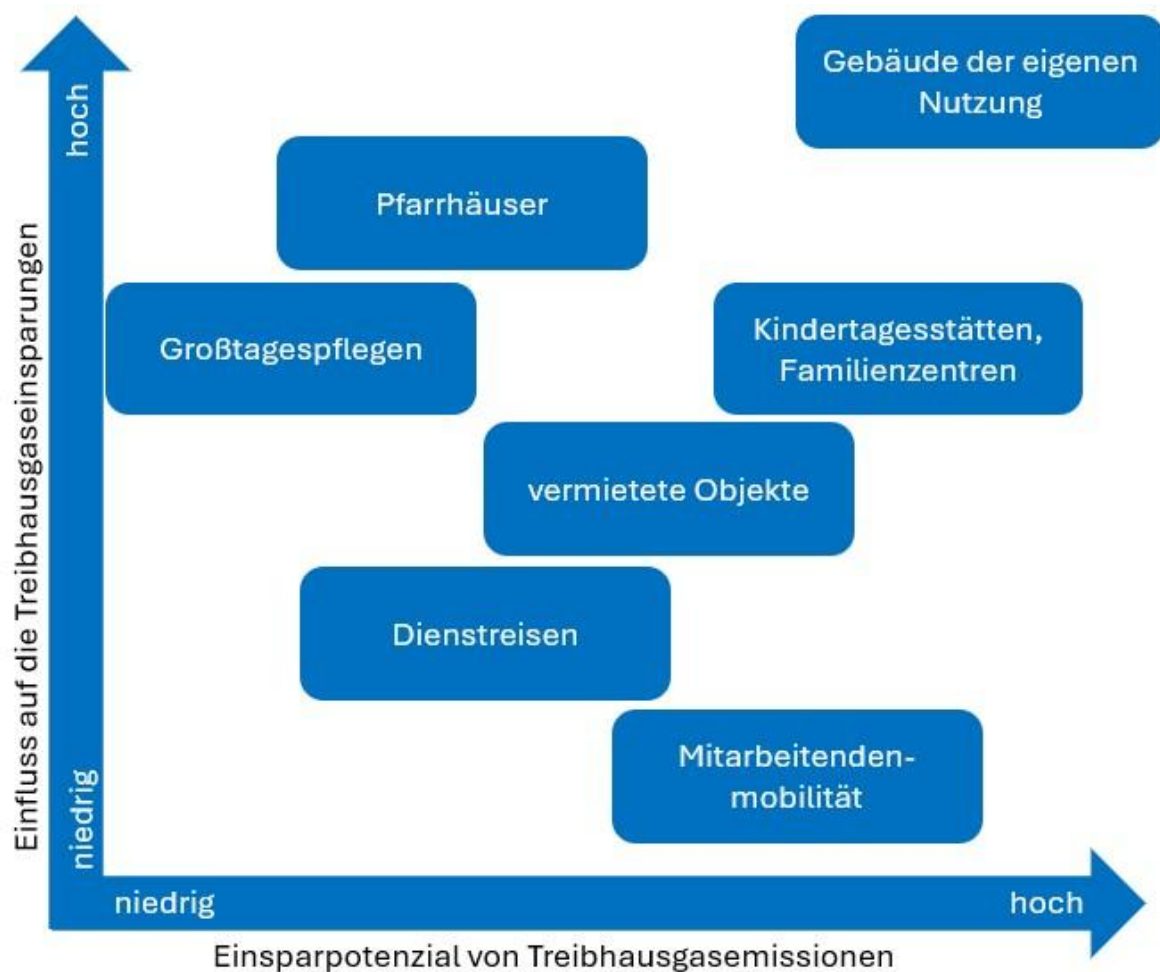 Einfluss auf die Treibhausgaseinsparungen
hoch
niedrig
Gebäude der eigenen
Nutzung
Pfarrhäuser
Großtagespflegen
Kindertagesstätten,
Familienzentren
vermietete Objekte
Dienstreisen
Mitarbeitenden-
mobilität
niedrig
hoch
Einsparpotenzial von Treibhausgasemissionen